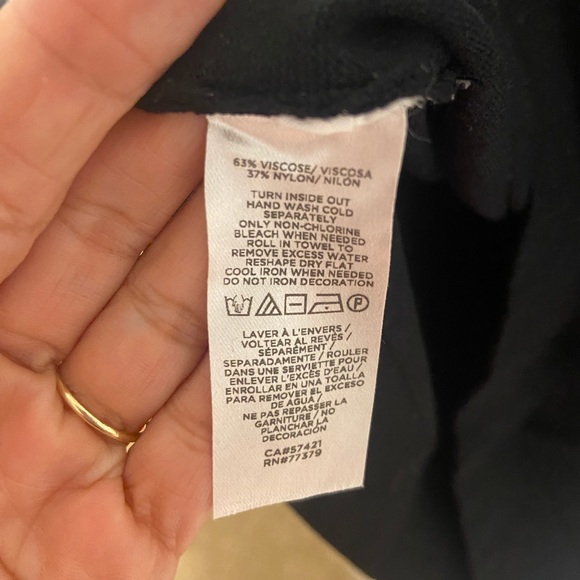 63% VISCOSE/ VISCOSA
37% NYLON/ NILÓN
TURN INSIDE OUT
HAND WASH COLD
SEPARATELY
ONLY NON-CHLORINE
BLEACH WHEN NEEDED
ROLL IN TOWEL TO
REMOVE EXCESS WATER
RESHAPE DRY FLAT
COOL IRON WHEN NEEDED
DO NOT IRON DECORATION
P
LAVER À L'ENVERS /
VOLTEAR AL REVÉS /
SÉPARÉMENT /
SEPARADAMENTE / ROULER
DANS UNE SERVIETTE POUR
ENLEVER L'EXCÈS D'EAU /
ENROLLAR EN UNA TOALLA
PARA REMOVER EL EXCESO
DE AGUA /
NE PAS REPASSER LA
GARNITURE / NO
PLANCHAR LA
DECORACIÓN
CA#57421
RN#77379